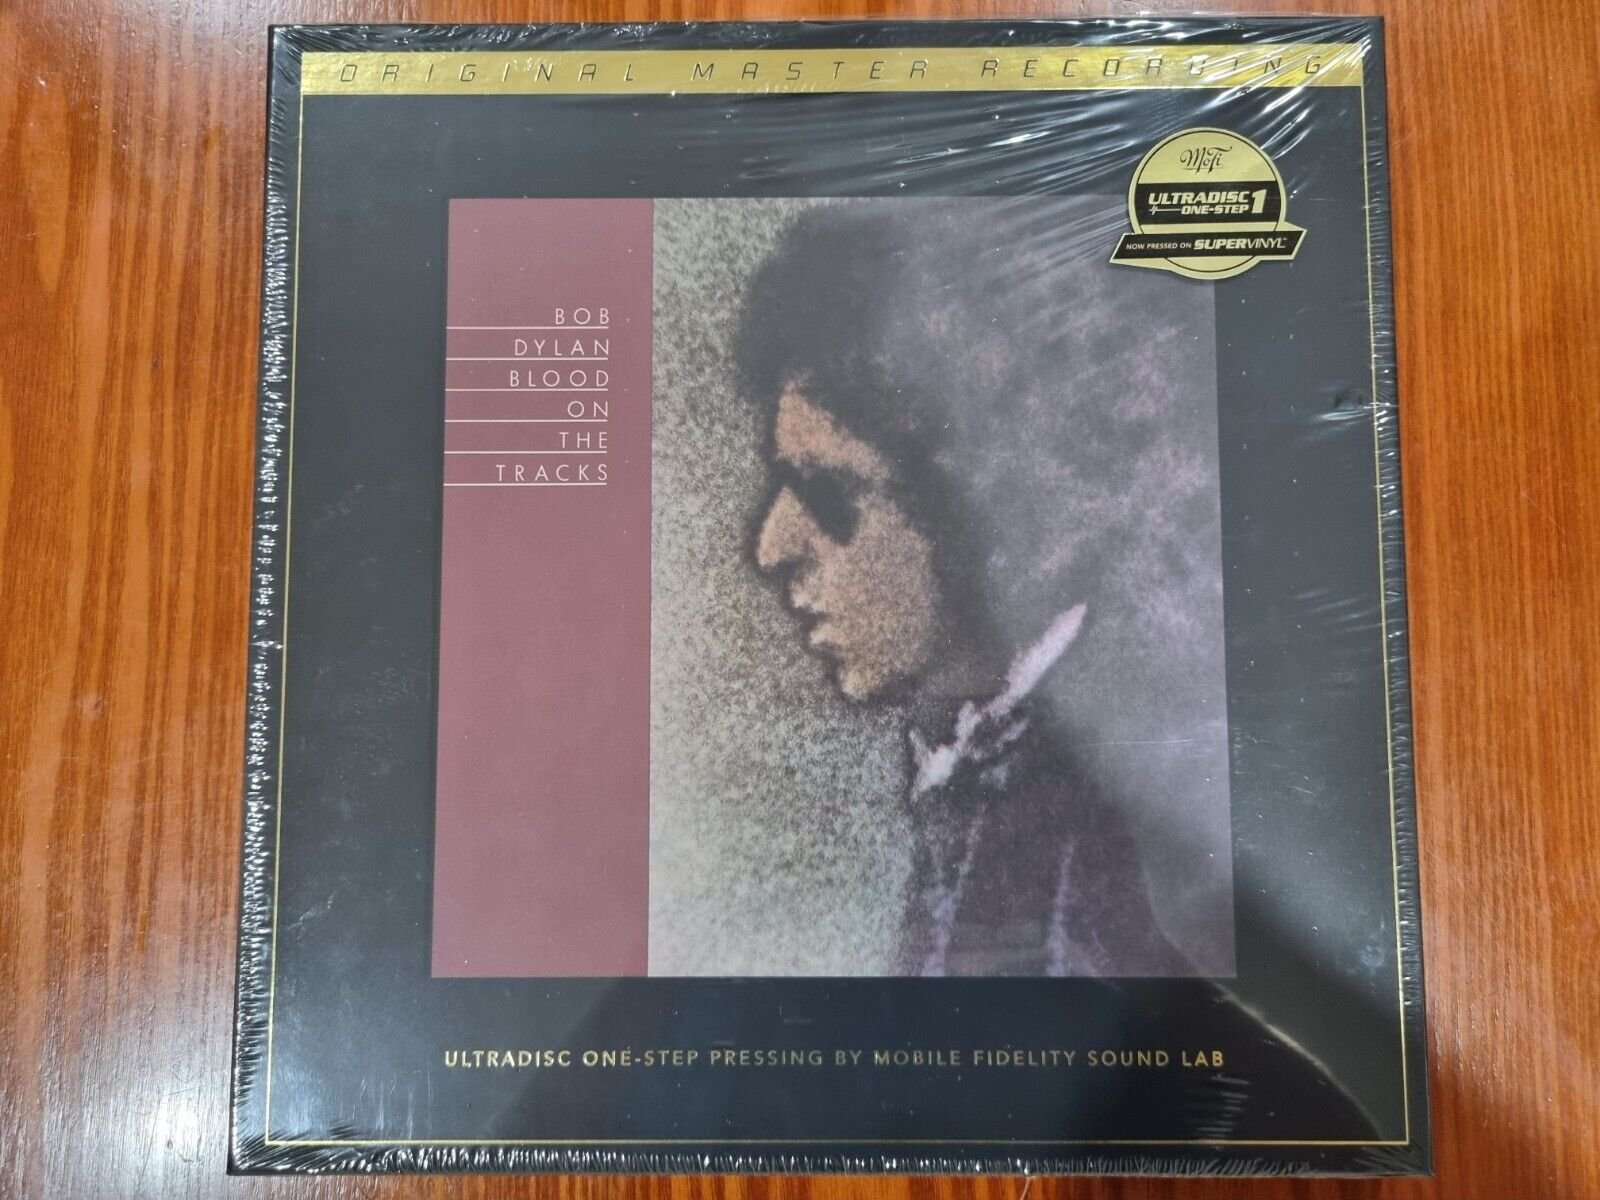 ORIGINAL MASTER RECORDING
MoFi
ULTRADISC 1
ONE-STEP
NOW PRESSED ON SUPERVINYL
BOB
DYLAN
BLOOD
ON
THE
TRACKS
ULTRADISC ONE-STEP PRESSING BY MOBILE FIDELITY SOUND LAB